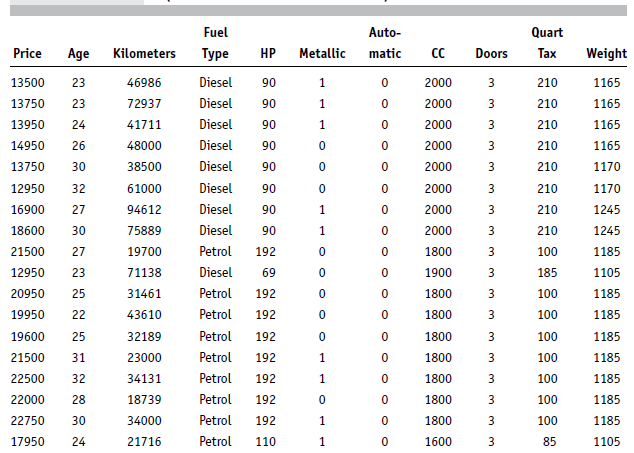 Fuel Auto- Quart
Price Age Kilometers Type HP Metallic matic CC Doors Tax Weight
13500 23 46986 Diesel 90 1 0 2000 3 210 1165
13750 23 72937 Diesel 90 1 0 2000 3 210 1165
13950 24 41711 Diesel 90 1 0 2000 3 210 1165
14950 26 48000 Diesel 90 0 0 2000 3 210 1165
13750 30 38500 Diesel 90 0 0 2000 3 210 1170
12950 32 61000 Diesel 90 0 0 2000 3 210 1170
16900 27 94612 Diesel 90 1 0 2000 3 210 1245
18600 30 75889 Diesel 90 1 0 2000 3 210 1245
21500 27 19700 Petrol 192 0 0 1800 3 100 1185
12950 23 71138 Diesel 69 0 0 1900 3 185 1105
20950 25 31461 Petrol 192 0 0 1800 3 100 1185
19950 22 43610 Petrol 192 0 0 1800 3 100 1185
19600 25 32189 Petrol 192 0 0 1800 3 100 1185
21500 31 23000 Petrol 192 1 0 1800 3 100 1185
22500 32 34131 Petrol 192 1 0 1800 3 100 1185
22000 28 18739 Petrol 192 0 0 1800 3 100 1185
22750 30 34000 Petrol 192 1 0 1800 3 100 1185
17950 24 21716 Petrol 110 1 0 1600 3 85 1105